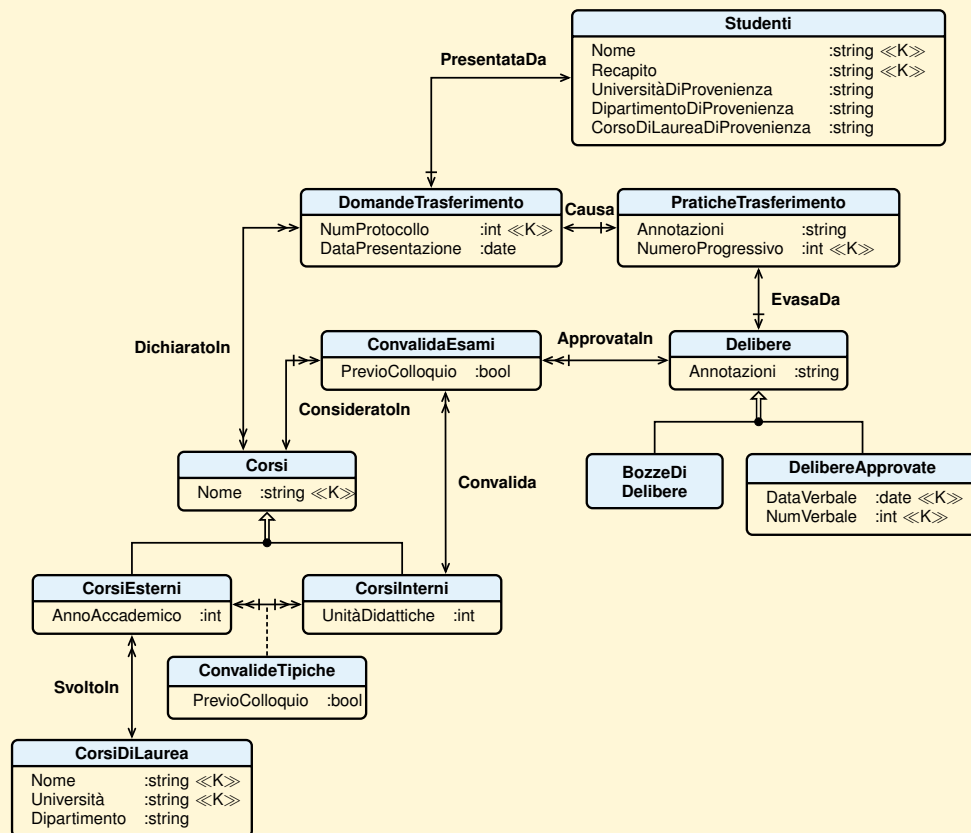 Studenti
Nome :string ≪K≫
Recapito :string ≪K≫
UniversitàDiProvenienza :string
DipartimentoDiProvenienza :string
CorsoDiLaureaDiProvenienza :string
PresentataDa
DomandeTrasferimento
NumProtocollo :int ≪K≫
DataPresentazione :date
Causa
PraticheTrasferimento
Annotazioni :string
NumeroProgressivo :int ≪K≫
EvasaDa
DichiaratoIn
ConvalidaEsami
PrevioColloquio :bool
ApprovataIn
Delibere
Annotazioni :string
ConsideratoIn
Corsi
Nome :string ≪K≫
Convalida
BozzeDi
Delibere
DelibereApprovate
DataVerbale :date ≪K≫
NumVerbale :int ≪K≫
CorsiEsterni
AnnoAccademico :int
CorsiInterni
UnitàDidattiche :int
ConvalideTipiche
PrevioColloquio :bool
SvoltoIn
CorsiDiLaurea
Nome :string ≪K≫
Università :string ≪K≫
Dipartimento :string